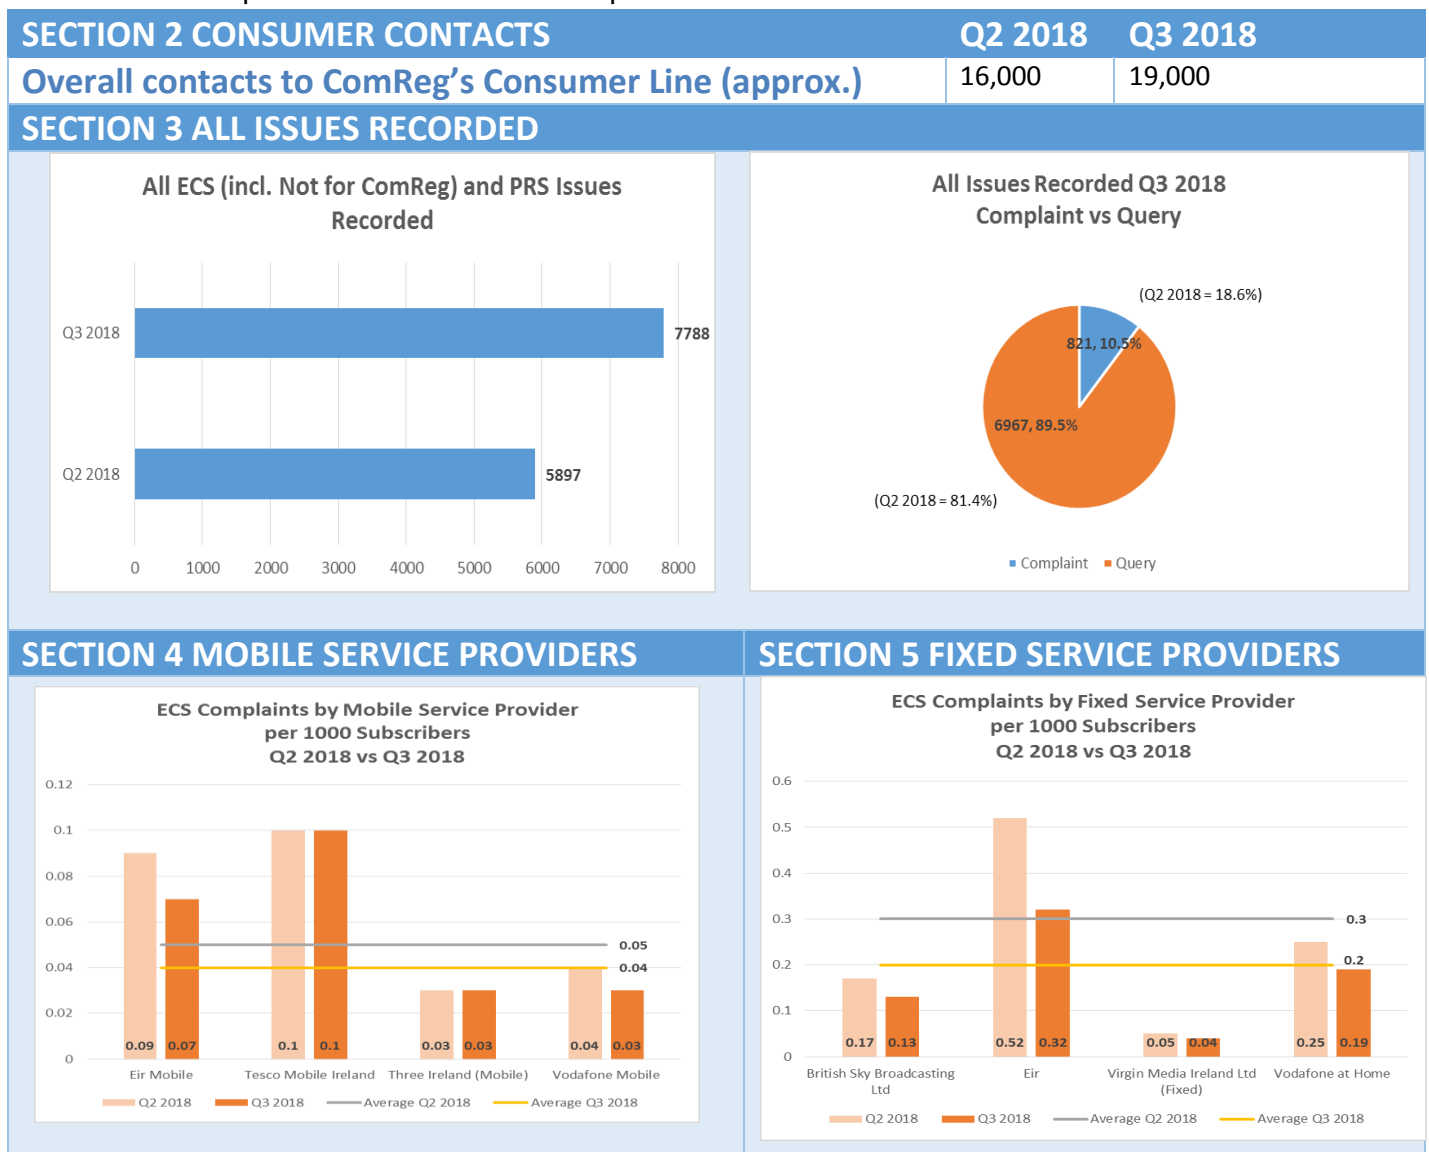 SECTION 2 CONSUMER CONTACTS Q2 2018 Q3 2018
Overall contacts to ComReg’s Consumer Line (approx.) 16,000 19,000
SECTION 3 ALL ISSUES RECORDED
All ECS (incl. Not for ComReg) and PRS Issues
Recorded
Q3 2018 7788
Q2 2018 5897
0 1000 2000 3000 4000 5000 6000 7000 8000
All Issues Recorded Q3 2018
Complaint vs Query
(Q2 2018 = 18.6%)
821, 10.5%
6967, 89.5%
(Q2 2018 = 81.4%)
Complaint Query
SECTION 4 MOBILE SERVICE PROVIDERS
ECS Complaints by Mobile Service Provider
per 1000 Subscribers
Q2 2018 vs Q3 2018
0.12
0.1
0.08
0.06
0.05
0.04 0.04
0.02
0.09 0.07 0.1 0.1 0.03 0.03 0.04 0.03
0
Eir Mobile Tesco Mobile Ireland Three Ireland (Mobile) Vodafone Mobile
Q2 2018 Q3 2018 Average Q2 2018 Average Q3 2018
SECTION 5 FIXED SERVICE PROVIDERS
ECS Complaints by Fixed Service Provider
per 1000 Subscribers
Q2 2018 vs Q3 2018
0.6
0.5
0.4
0.3 0.3
0.2 0.2
0.1
0.17 0.13 0.52 0.32 0.05 0.04 0.25 0.19
0
British Sky Broadcasting Eir Virgin Media Ireland Ltd Vodafone at Home
Ltd (Fixed)
Q2 2018 Q3 2018 Average Q2 2018 Average Q3 2018